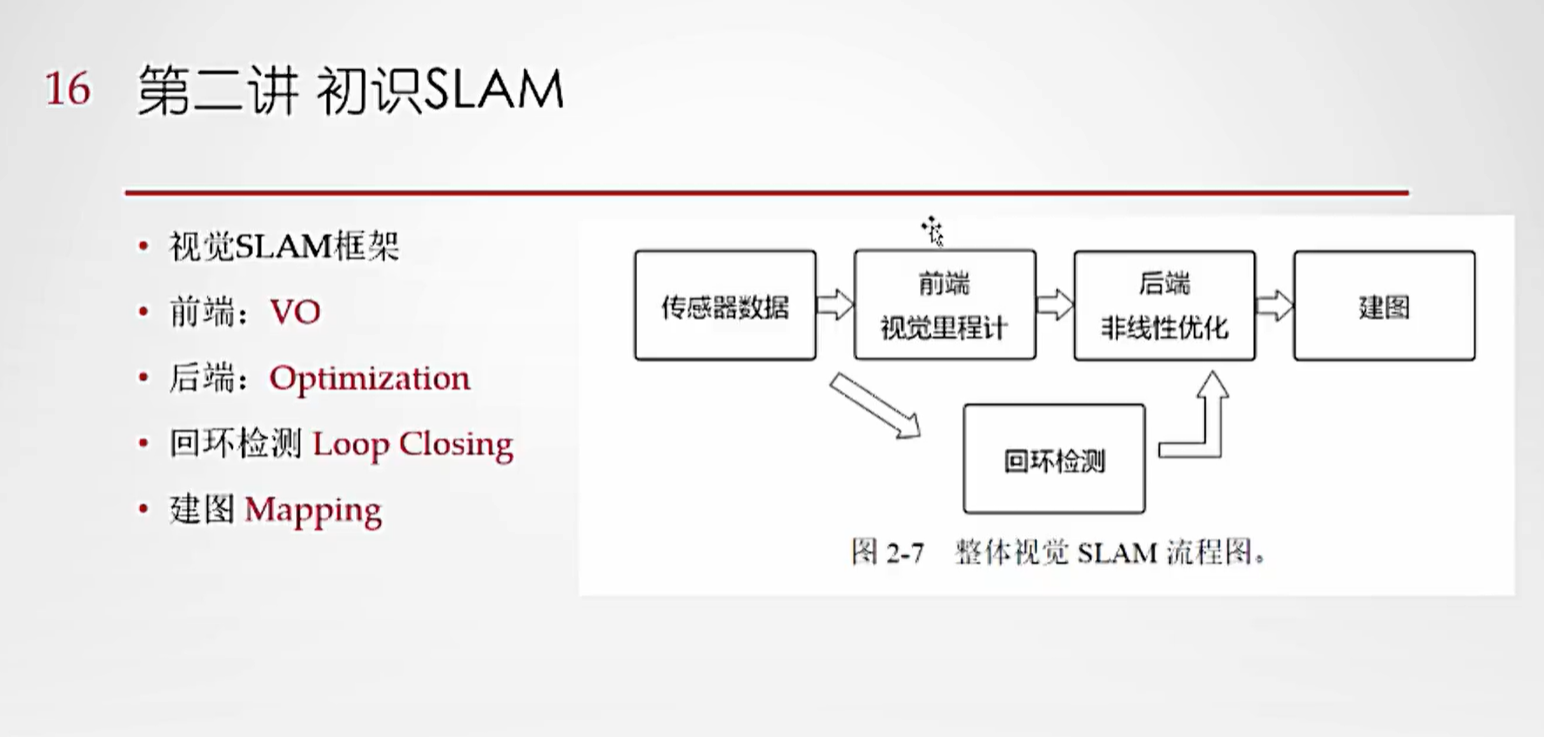 16
第二讲 初识SLAM
• 视觉SLAM框架
• 前端：VO
• 后端：Optimization
• 回环检测 Loop Closing
• 建图 Mapping
传感器数据
前端
视觉里程计
后端
非线性优化
建图
回环检测
图 2-7 整体视觉 SLAM 流程图。